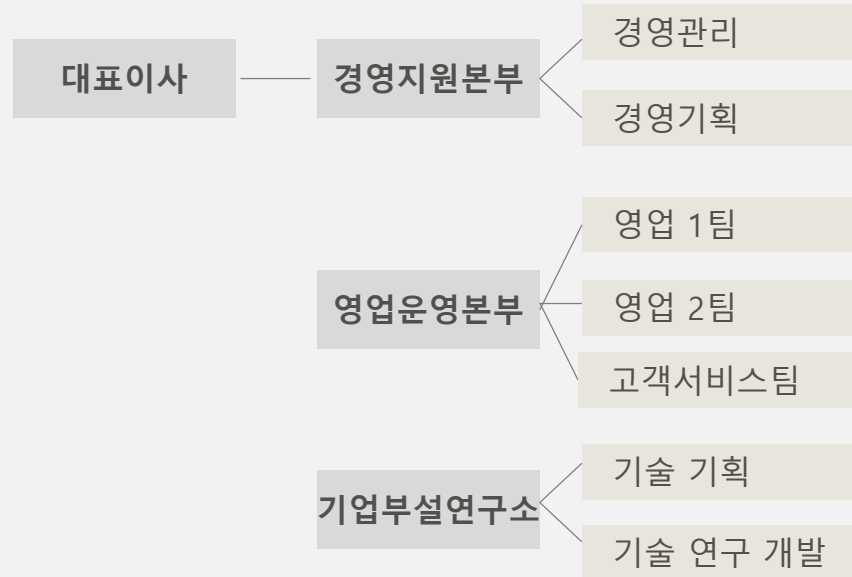 대표이사
경영지원본부
경영관리
경영기획
영업운영본부
영업 1팀
영업 2팀
고객서비스팀
기업부설연구소
기술 기획
기술 연구 개발